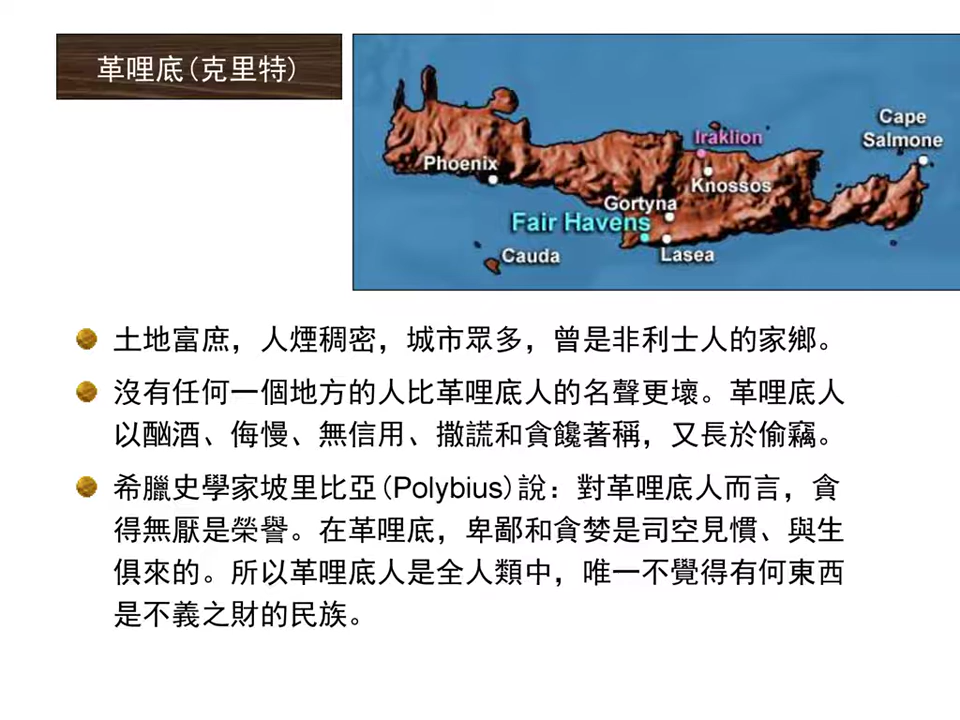 革哩底(克里特)
Cape
Salmone
Iraklion
Phoenix
Knossos
Gortyna
Fair Havens
Cauda
Lasea
土地富庶，人煙稠密，城市眾多，曾是非利士人的家鄉。
沒有任何一個地方的人比革哩底人的名聲更壞。革哩底人
以酗酒、侮慢、無信用、撒謊和貪饞著稱，又長於偷竊。
希臘史學家坡里比亞(Polybius)說：對革哩底人而言，貪
得無厭是榮譽。在革哩底，卑鄙和貪婪是司空見慣、與生
俱來的。所以革哩底人是全人類中，唯一不覺得有何東西
是不義之財的民族。